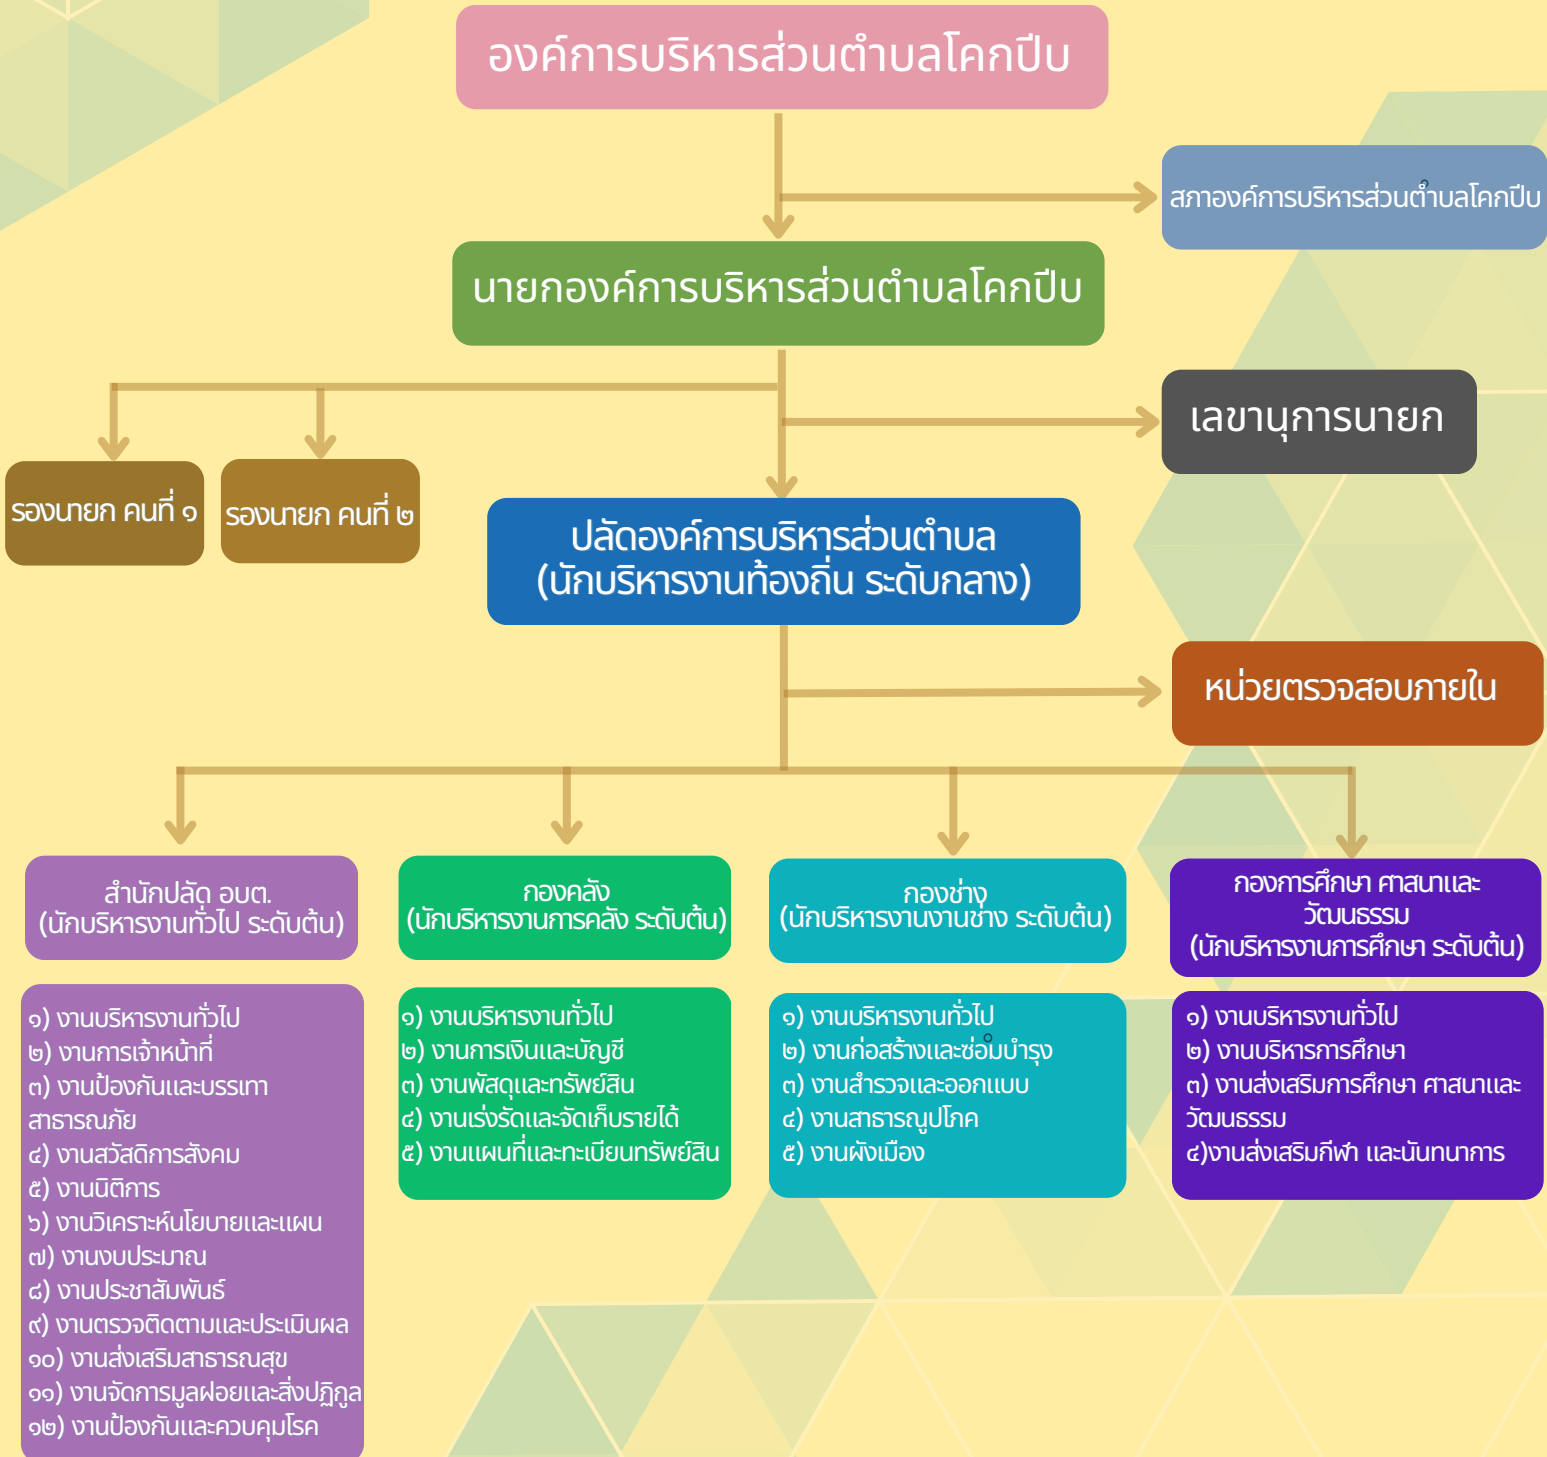 องค์การบริหารส่วนตำบลโคกปีบ
สภาองค์การบริหารส่วนตำบลโคกปีบ
นายกองค์การบริหารส่วนตำบลโคกปีบ
เลขานุการนายก
รองนายก คนที่ ๑
รองนายก คนที่ ๒
ปลัดองค์การบริหารส่วนตำบล
(นักบริหารงานท้องถิ่น ระดับกลาง)
หน่วยตรวจสอบภายใน
สำนักปลัด อบต.
(นักบริหารงานทั่วไป ระดับต้น)
๑) งานบริหารงานทั่วไป
๒) งานการเจ้าหน้าที่
๓) งานป้องกันและบรรเทา
สาธารณภัย
๔) งานสวัสดิการสังคม
๕) งานนิติการ
๖) งานวิเคราะห์นโยบายและแผน
๗) งานงบประมาณ
๘) งานประชาสัมพันธ์
๙) งานตรวจติดตามและประเมินผล
๑๐) งานส่งเสริมสาธารณสุข
๑๑) งานจัดการมูลฝอยและสิ่งปฏิกูล
๑๒) งานป้องกันและควบคุมโรค
กองคลัง
(นักบริหารงานการคลัง ระดับต้น)
๑) งานบริหารงานทั่วไป
๒) งานการเงินและบัญชี
๓) งานพัสดุและทรัพย์สิน
๔) งานเร่งรัดและจัดเก็บรายได้
๕) งานแผนที่และทะเบียนทรัพย์สิน
กองช่าง
(นักบริหารงานงานช่าง ระดับต้น)
๑) งานบริหารงานทั่วไป
๒) งานก่อสร้างและซ่อมบำรุง
๓) งานสำรวจและออกแบบ
๔) งานสาธารณูปโภค
๕) งานผังเมือง
กองการศึกษา ศาสนาและ
วัฒนธรรม
(นักบริหารงานการศึกษา ระดับต้น)
๑) งานบริหารงานทั่วไป
๒) งานบริหารการศึกษา
๓) งานส่งเสริมการศึกษา ศาสนาและ
วัฒนธรรม
๔)งานส่งเสริมกีฬา และนันทนาการ